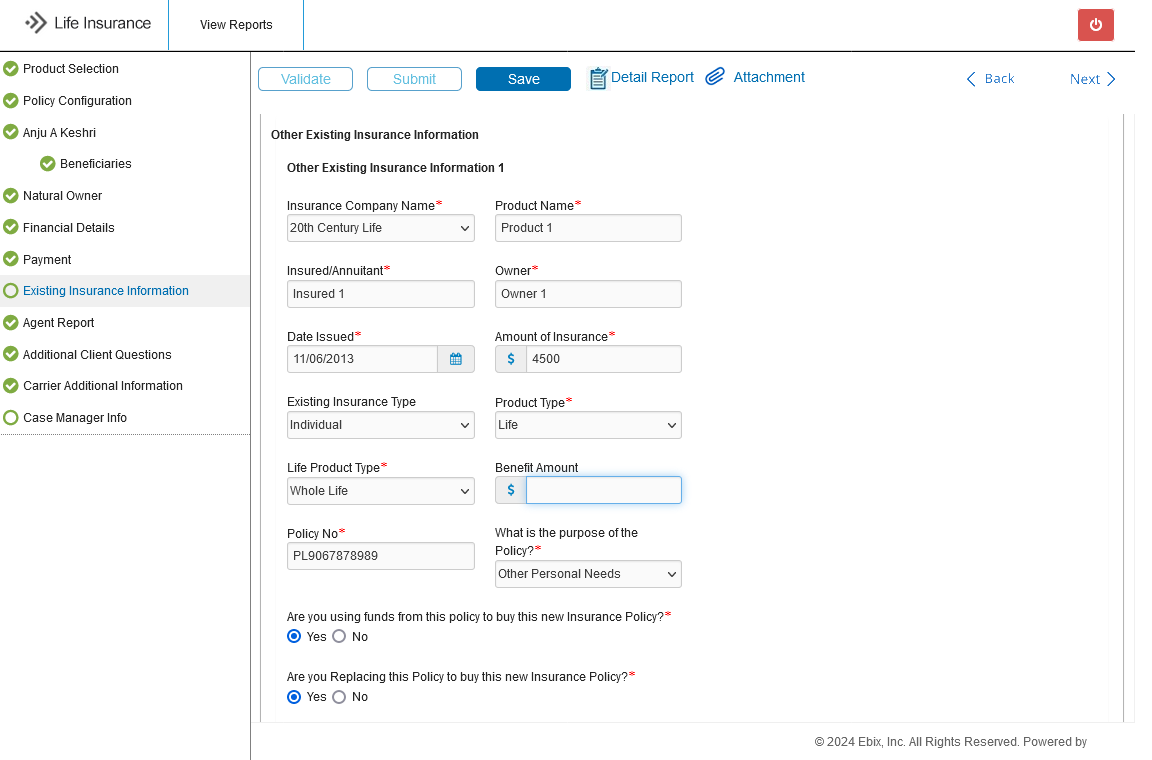 Life Insurance
View Reports
Product Selection
Policy Configuration
Anju A Keshri
Beneficiaries
Natural Owner
Financial Details
Payment
Existing Insurance Information
Agent Report
Additional Client Questions
Carrier Additional Information
Case Manager Info
Validate Submit Save Detail Report Attachment Back Next
Other Existing Insurance Information
Other Existing Insurance Information 1
Insurance Company Name* Product Name*
20th Century Life Product 1
Insured/Annuitant* Owner*
Insured 1 Owner 1
Date Issued* Amount of Insurance*
11/06/2013 $ 4500
Existing Insurance Type Product Type*
Individual Life
Life Product Type* Benefit Amount
Whole Life $
Policy No* What is the purpose of the
Policy?*
PL9067878989 Other Personal Needs
Are you using funds from this policy to buy this new Insurance Policy?*
Yes No
Are you Replacing this Policy to buy this new Insurance Policy?*
Yes No
© 2024 Ebix, Inc. All Rights Reserved. Powered by